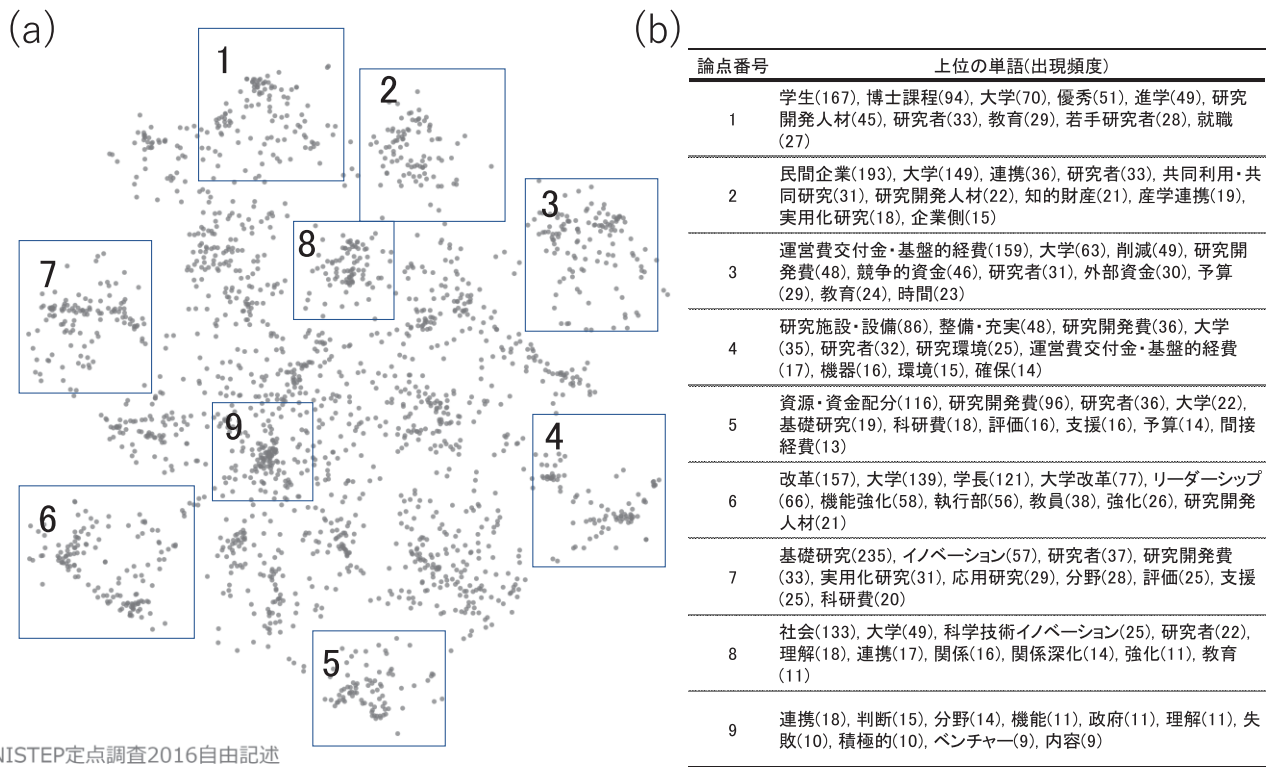 (a)
1
2
3
8
7
9
4
6
5
NISTEP定点調査2016自由記述
(b)
論点番号 上位の単語(出現頻度)
1
学生(167), 博士課程(94), 大学(70), 優秀(51), 進学(49), 研究
開発人材(45), 研究者(33), 教育(29), 若手研究者(28), 就職
(27)
2
民間企業(193), 大学(149), 連携(36), 研究者(33), 共同利用・共
同研究(31), 研究開発人材(22), 知的財産(21), 産学連携(19),
実用化研究(18), 企業側(15)
3
運営費交付金・基盤的経費(159), 大学(63), 削減(49), 研究開
発費(48), 競争的資金(46), 研究者(31), 外部資金(30), 予算
(29), 教育(24), 時間(23)
4
研究施設・設備(86), 整備・充実(48), 研究開発費(36), 大学
(35), 研究者(32), 研究環境(25), 運営費交付金・基盤的経費
(17), 機器(16), 環境(15), 確保(14)
5
資源・資金配分(116), 研究開発費(96), 研究者(36), 大学(22),
基礎研究(19), 科研費(18), 評価(16), 支援(16), 予算(14), 間接
経費(13)
6
改革(157), 大学(139), 学長(121), 大学改革(77), リーダーシップ
(66), 機能強化(58), 執行部(56), 教員(38), 強化(26), 研究開発
人材(21)
7
基礎研究(235), イノベーション(57), 研究者(37), 研究開発費
(33), 実用化研究(31), 応用研究(29), 分野(28), 評価(25), 支援
(25), 科研費(20)
8
社会(133), 大学(49), 科学技術イノベーション(25), 研究者(22),
理解(18), 連携(17), 関係(16), 関係深化(14), 強化(11), 教育
(11)
9
連携(18), 判断(15), 分野(14), 機能(11), 政府(11), 理解(11), 失
敗(10), 積極的(10), ベンチャー(9), 内容(9)